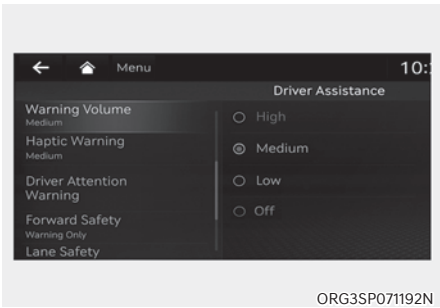 Menu
10:
Driver Assistance
Warning Volume
Medium
Haptic Warning
Medium
Driver Attention
Warning
Forward Safety
Warning Only
Lane Safety
High
Medium
Low
Off
ORG3SP071192N